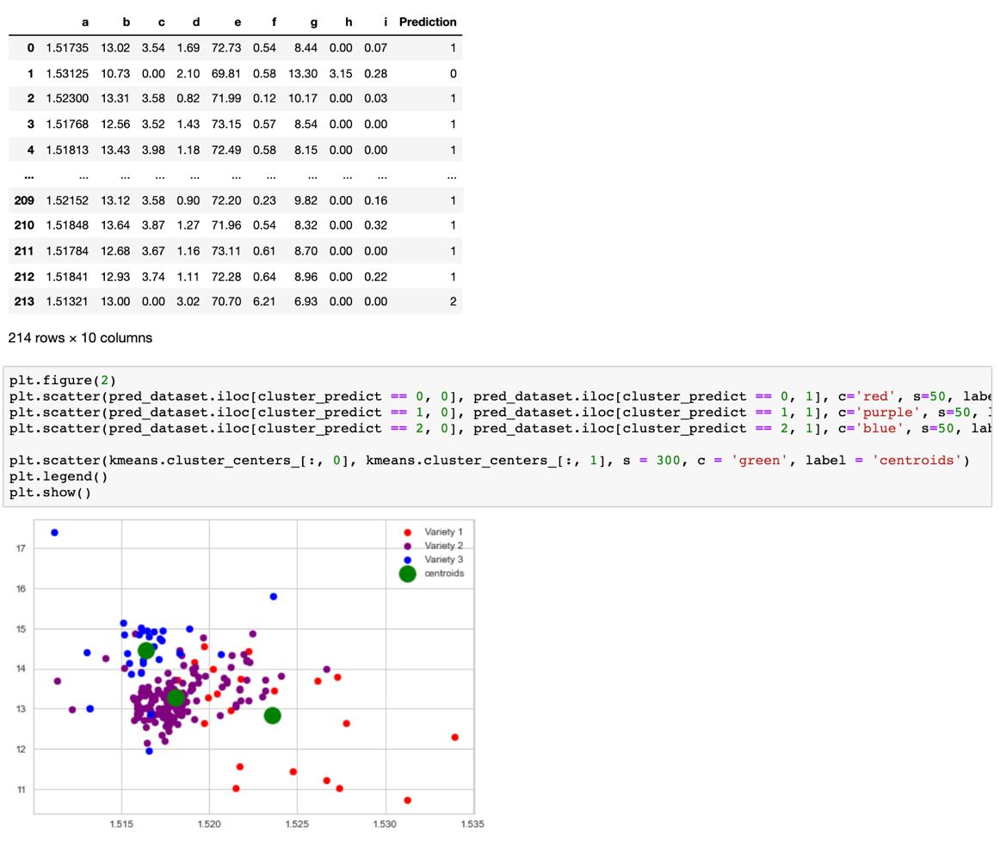 a b c d e f g h i Prediction
0 1.51735 13.02 3.54 1.69 72.73 0.54 8.44 0.00 0.07 1
1 1.53125 10.73 0.00 2.10 69.81 0.58 13.30 3.15 0.28 0
2 1.52300 13.31 3.58 0.82 71.99 0.12 10.17 0.00 0.03 1
3 1.51768 12.56 3.52 1.43 73.15 0.57 8.54 0.00 0.00 1
4 1.51813 13.43 3.98 1.18 72.49 0.58 8.15 0.00 0.00 1
... ... ... ... ... ... ... ... ... ... ...
209 1.52152 13.12 3.58 0.90 72.20 0.23 9.82 0.00 0.16 1
210 1.51848 13.64 3.87 1.27 71.96 0.54 8.32 0.00 0.32 1
211 1.51784 12.68 3.67 1.16 73.11 0.61 8.70 0.00 0.00 1
212 1.51841 12.93 3.74 1.11 72.28 0.64 8.96 0.00 0.22 1
213 1.51321 13.00 0.00 3.02 70.70 6.21 6.93 0.00 0.00 2
214 rows × 10 columns
plt.figure(2)
plt.scatter(pred_dataset.iloc[cluster_predict == 0, 0], pred_dataset.iloc[cluster_predict == 0, 1], c='red', s=50, labe
plt.scatter(pred_dataset.iloc[cluster_predict == 1, 0], pred_dataset.iloc[cluster_predict == 1, 1], c='purple', s=50,
plt.scatter(pred_dataset.iloc[cluster_predict == 2, 0], pred_dataset.iloc[cluster_predict == 2, 1], c='blue', s=50, lab
plt.scatter(kmeans.cluster_centers_[:, 0], kmeans.cluster_centers_[:, 1], s = 300, c = 'green', label = 'centroids')
plt.legend()
plt.show()
Variety 1
Variety 2
Variety 3
centroids
17
16
15
14
13
12
11
1.515 1.520 1.525 1.530 1.535